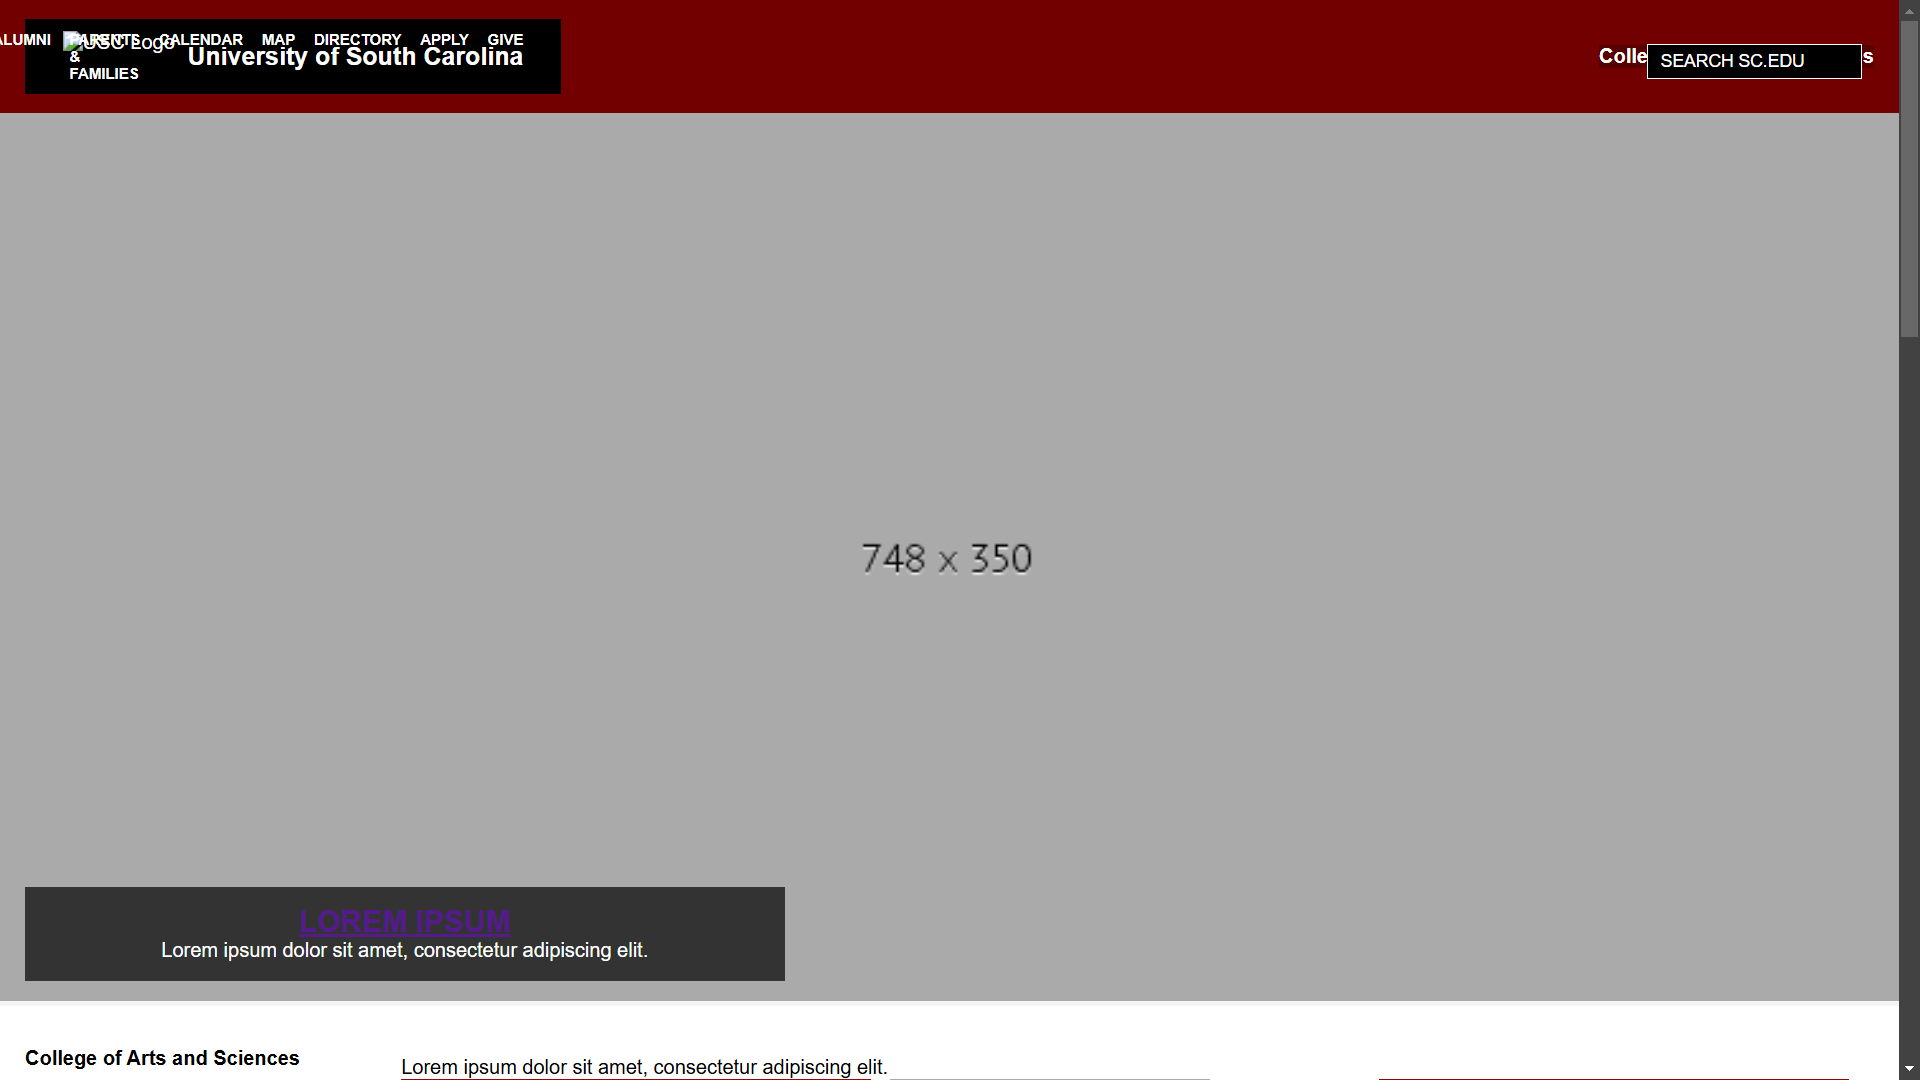 ALUMNI
PARENTS & FAMILIES
CALENDAR
MAP
DIRECTORY
APPLY
GIVE
USC Logo
University of South Carolina
SEARCH SC.EDU
748 x 350
LOREM IPSUM
Lorem ipsum dolor sit amet, consectetur adipiscing elit.
College of Arts and Sciences
Lorem ipsum dolor sit amet, consectetur adipiscing elit.